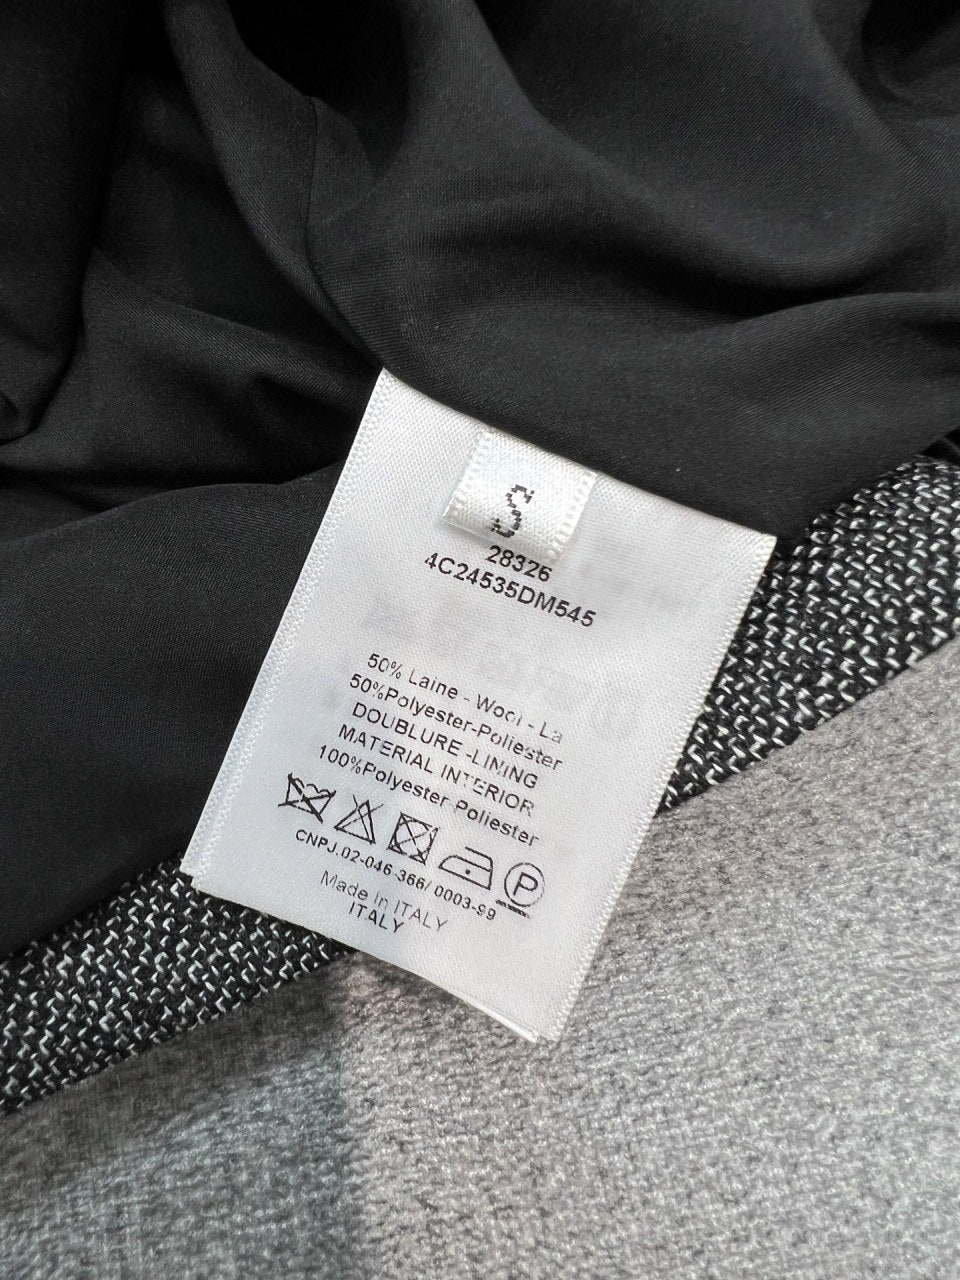 S
28326
4C24535DM545
50% Laine - Wool - La
50%Polyester-Poliester
DOUBLURE -LINING
MATERIAL INTERIOR
100%Polyester Poliester
P
CNPJ.02-046 366/ 0003-99
Made in ITALY
ITALY